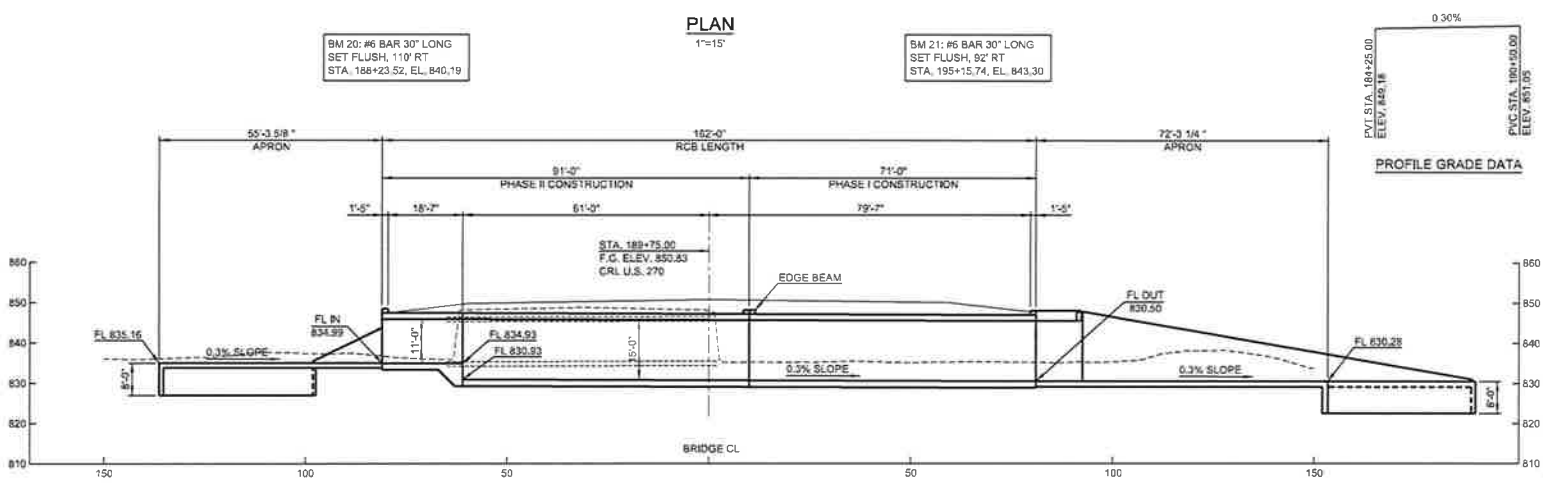 PLAN
1"=15'
BM 20: #6 BAR 30" LONG
SET FLUSH, 110' RT
STA. 188+23.52, EL. 840.19
BM 21: #6 BAR 30" LONG
SET FLUSH, 92' RT
STA. 195+15.74, EL. 843.30
0.30%
PVT STA. 184+25.00
ELEV. 849.18
PVC STA. 190+50.00
ELEV. 851.05
PROFILE GRADE DATA
55'-3 5/8 "
APRON
162'-0"
RCB LENGTH
72'-3 1/4 "
APRON
91'-0"
PHASE II CONSTRUCTION
71'-0"
PHASE I CONSTRUCTION
1'-5"
18'-7"
61'-0"
79'-7"
1'-5"
STA. 189+75.00
F.G. ELEV. 850.83
CRL U.S. 270
EDGE BEAM
FL IN
834.99
FL OUT
830.50
FL 835.16
0.3% SLOPE
11'-0"
FL 834.93
FL 830.93
15'-0"
0.3% SLOPE
0.3% SLOPE
FL 830.28
8'-0"
8'-0"
860
850
840
830
820
810
860
850
840
830
820
810
BRIDGE CL
150
100
50
50
100
150